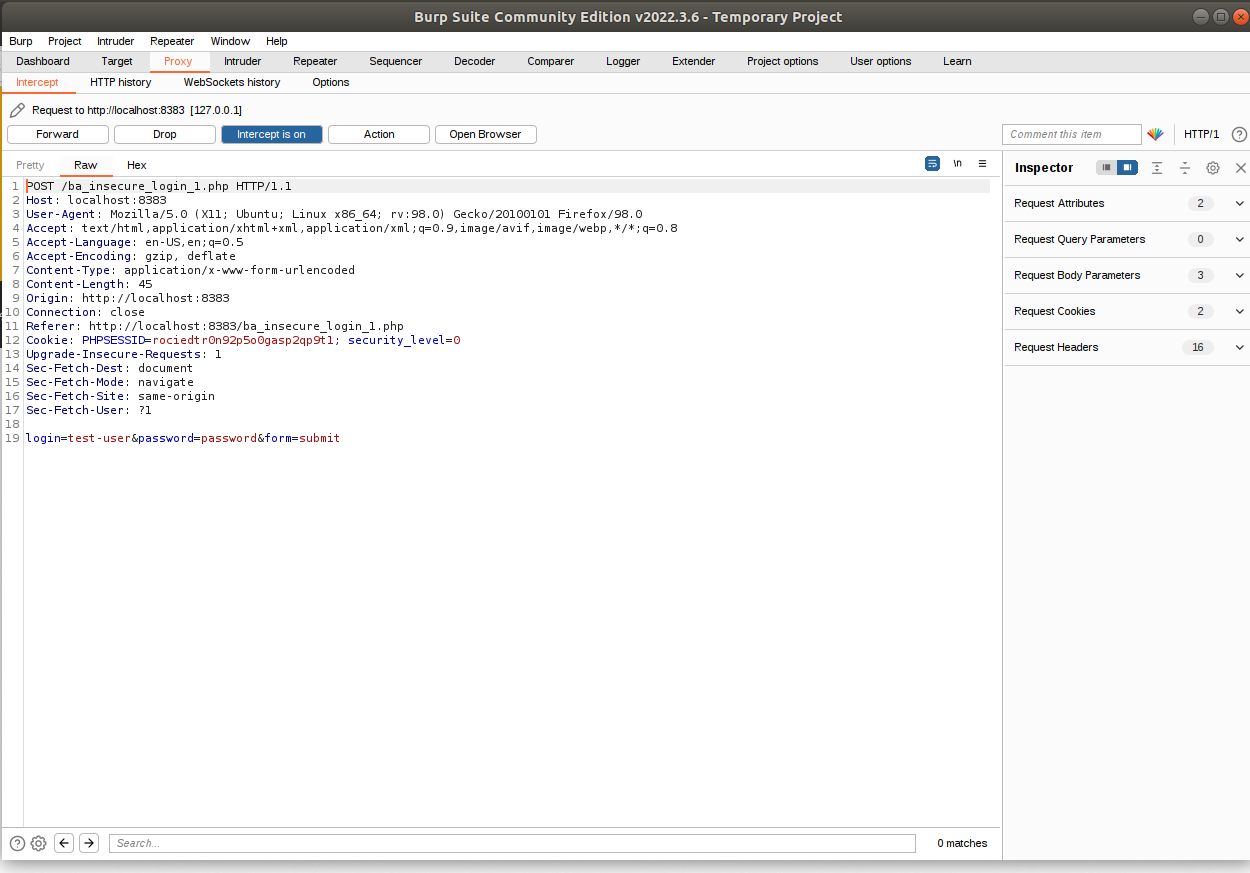 Burp Suite Community Edition v2022.3.6 - Temporary Project
Burp Project Intruder Repeater Window Help
Dashboard Target Proxy Intruder Repeater Sequencer Decoder Comparer Logger Extender Project options User options Learn
Intercept HTTP history WebSockets history Options
Request to http://localhost:8383 [127.0.0.1]
Forward Drop Intercept is on Action Open Browser Comment this item HTTP/1 ?
Pretty Raw Hex \n
1 POST /ba_insecure_login_1.php HTTP/1.1
2 Host: localhost:8383
3 User-Agent: Mozilla/5.0 (X11; Ubuntu; Linux x86_64; rv:98.0) Gecko/20100101 Firefox/98.0
4 Accept: text/html,application/xhtml+xml,application/xml;q=0.9,image/avif,image/webp,*/*;q=0.8
5 Accept-Language: en-US,en;q=0.5
6 Accept-Encoding: gzip, deflate
7 Content-Type: application/x-www-form-urlencoded
8 Content-Length: 45
9 Origin: http://localhost:8383
10 Connection: close
11 Referer: http://localhost:8383/ba_insecure_login_1.php
12 Cookie: PHPSESSID=rociedtr0n92p5o0gasp2qp9t1; security_level=0
13 Upgrade-Insecure-Requests: 1
14 Sec-Fetch-Dest: document
15 Sec-Fetch-Mode: navigate
16 Sec-Fetch-Site: same-origin
17 Sec-Fetch-User: ?1
18
19 login=test-user&password=password&form=submit
Inspector
Request Attributes 2
Request Query Parameters 0
Request Body Parameters 3
Request Cookies 2
Request Headers 16
? Search... 0 matches